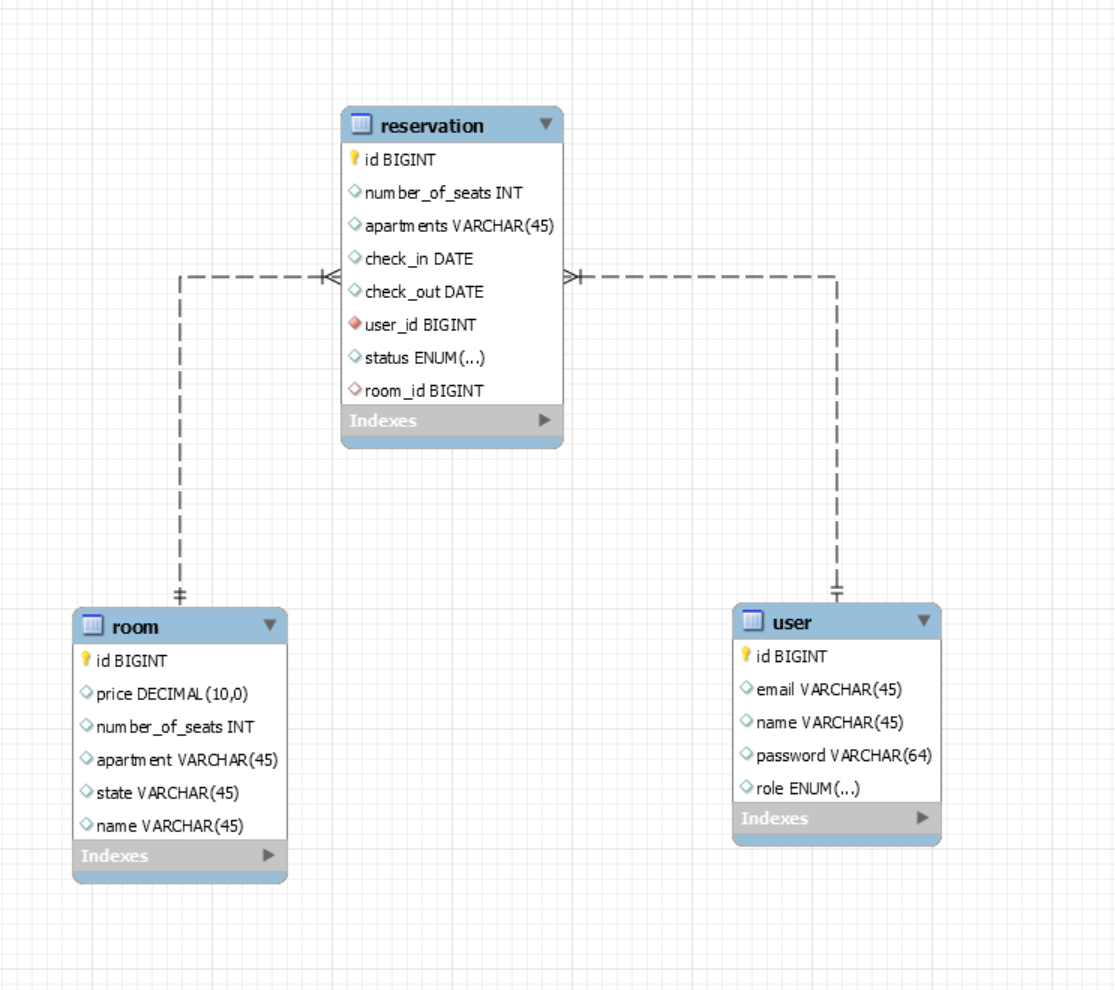 reservation
id BIGINT
number_of_seats INT
apartments VARCHAR(45)
check_in DATE
check_out DATE
user_id BIGINT
status ENUM(...)
room_id BIGINT
Indexes
room
id BIGINT
price DECIMAL(10,0)
number_of_seats INT
apartment VARCHAR(45)
state VARCHAR(45)
name VARCHAR(45)
Indexes
user
id BIGINT
email VARCHAR(45)
name VARCHAR(45)
password VARCHAR(64)
role ENUM(...)
Indexes